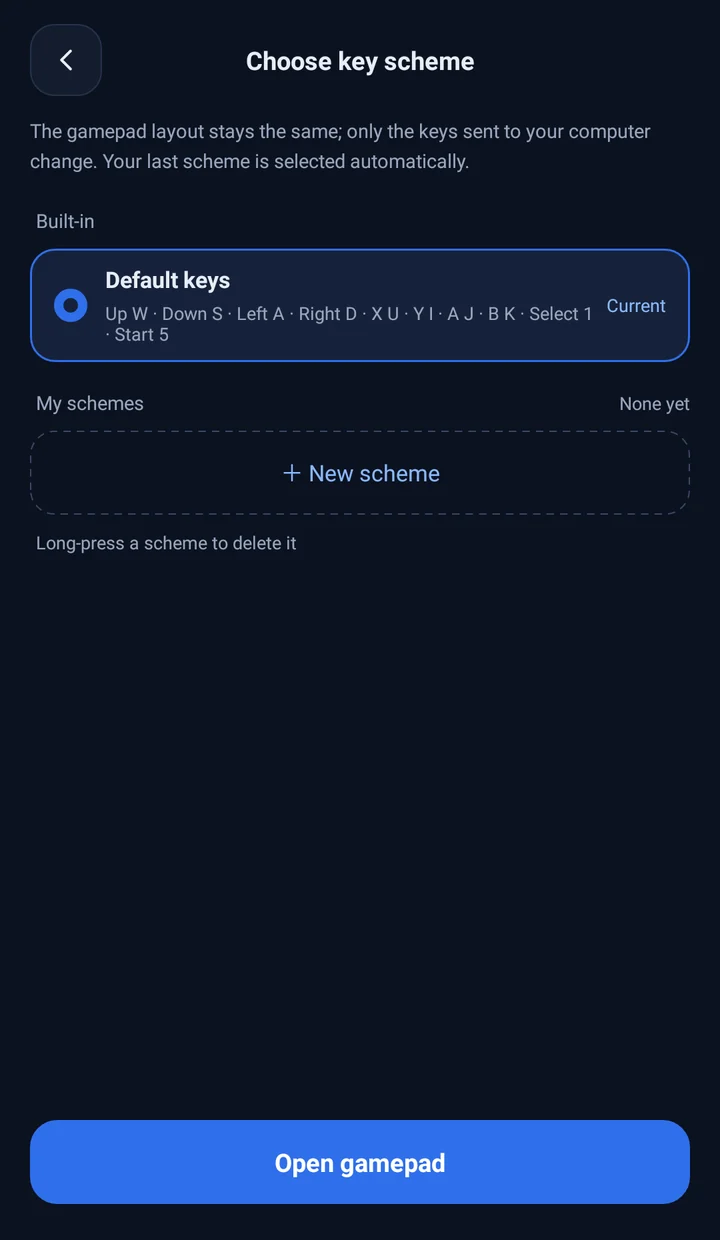 Choose key scheme
The gamepad layout stays the same; only the keys sent to your computer
change. Your last scheme is selected automatically.
Built-in
Default keys
Up W · Down S · Left A · Right D · X U · Y I · A J · B K · Select 1
· Start 5
Current
My schemes
None yet
+ New scheme
Long-press a scheme to delete it
Open gamepad